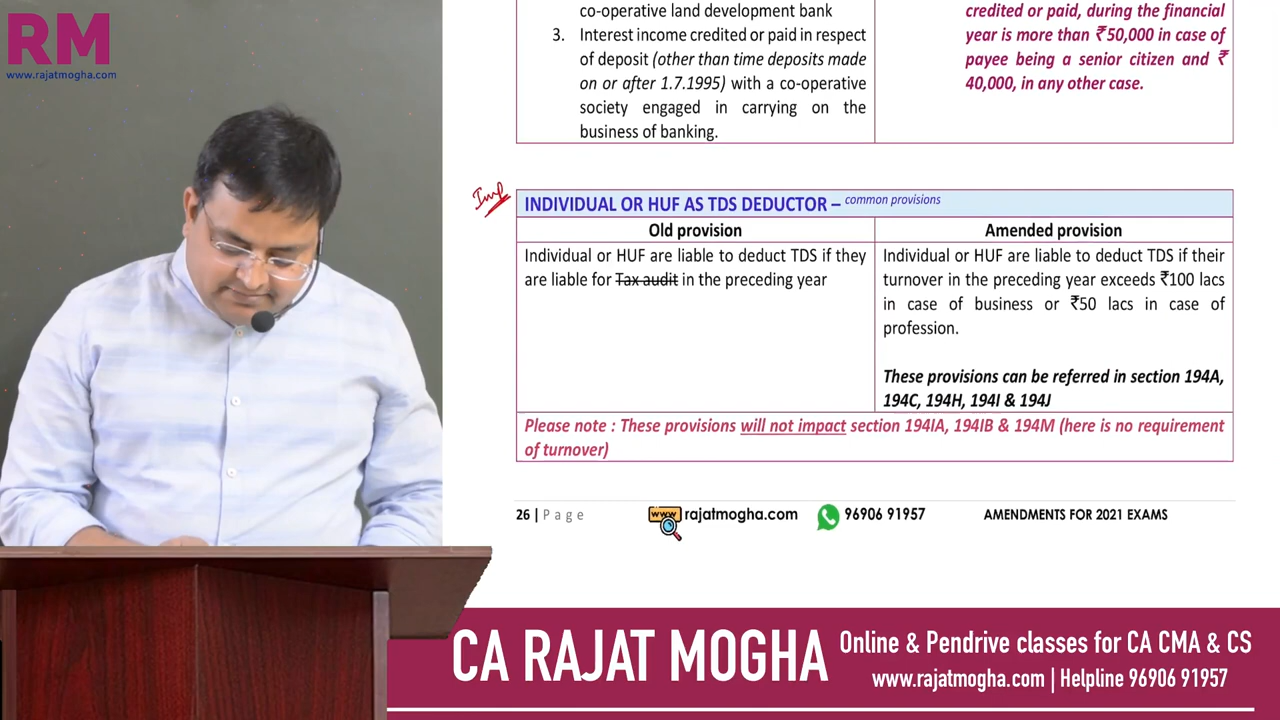 RM
www.rajatmogha.com
co-operative land development bank
3. Interest income credited or paid in respect
of deposit (other than time deposits made
on or after 1.7.1995) with a co-operative
society engaged in carrying on the
business of banking.
credited or paid, during the financial
year is more than ₹50,000 in case of
payee being a senior citizen and ₹
40,000, in any other case.
Imp
INDIVIDUAL OR HUF AS TDS DEDUCTOR – common provisions
Old provision
Individual or HUF are liable to deduct TDS if they
are liable for Tax audit in the preceding year
Amended provision
Individual or HUF are liable to deduct TDS if their
turnover in the preceding year exceeds ₹100 lacs
in case of business or ₹50 lacs in case of
profession.
These provisions can be referred in section 194A,
194C, 194H, 194I & 194J
Please note : These provisions will not impact section 194IA, 194IB & 194M (here is no requirement
of turnover)
26 | Page
www
rajatmogha.com
96906 91957
AMENDMENTS FOR 2021 EXAMS
CA RAJAT MOGHA
Online & Pendrive classes for CA CMA & CS
www.rajatmogha.com | Helpline 96906 91957